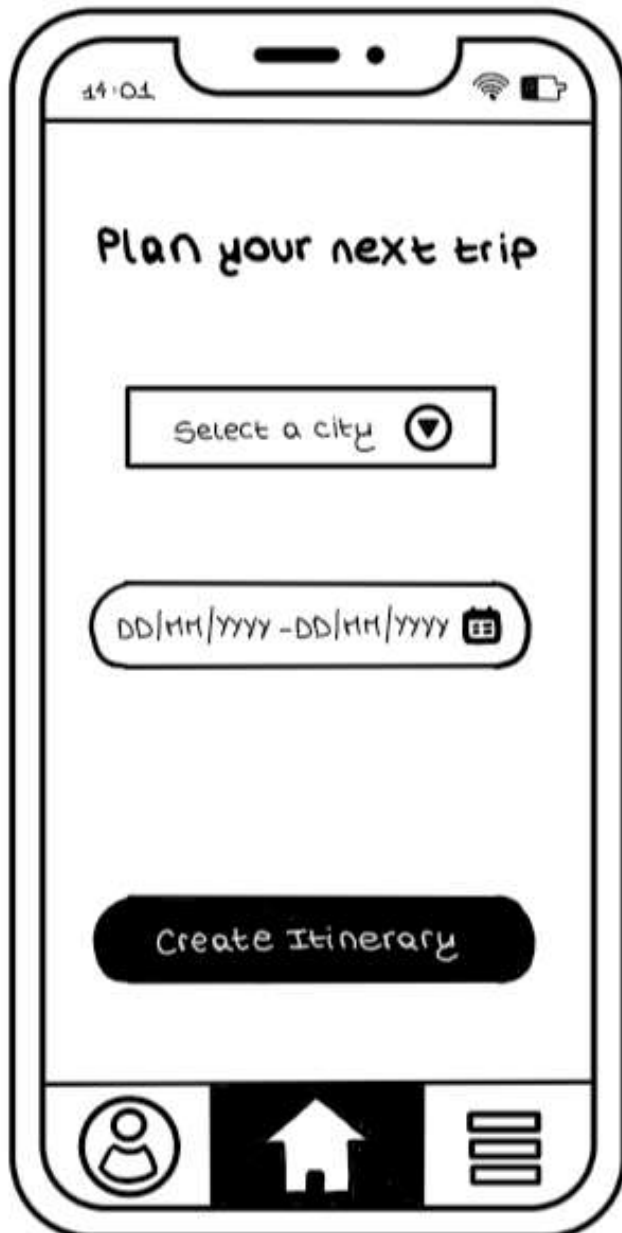 14:01
Plan your next trip
Select a city
DD/MM/YYYY - DD/MM/YYYY
Create Itinerary